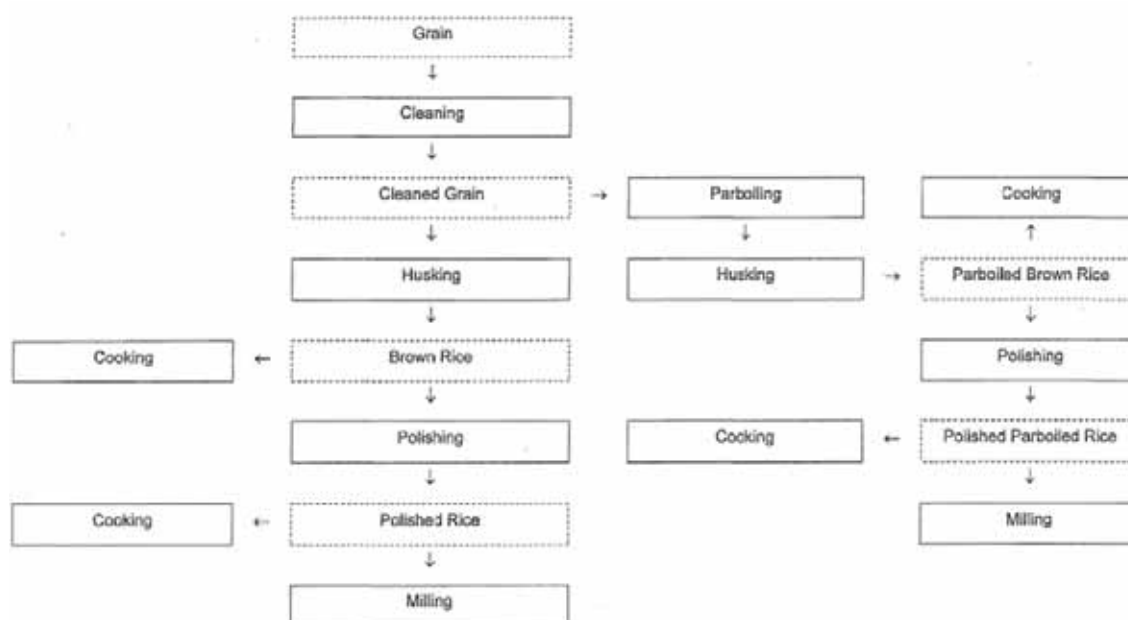 Grain
↓
Cleaning
↓
Cleaned Grain → Parboiling Cooking
↓ ↓ ↑
Husking Husking → Parboiled Brown Rice
↓ ↓
Cooking ← Brown Rice Polishing
↓ ↓
Polishing Cooking ← Polished Parboiled Rice
↓ ↓
Cooking ← Polished Rice Milling
↓
Milling